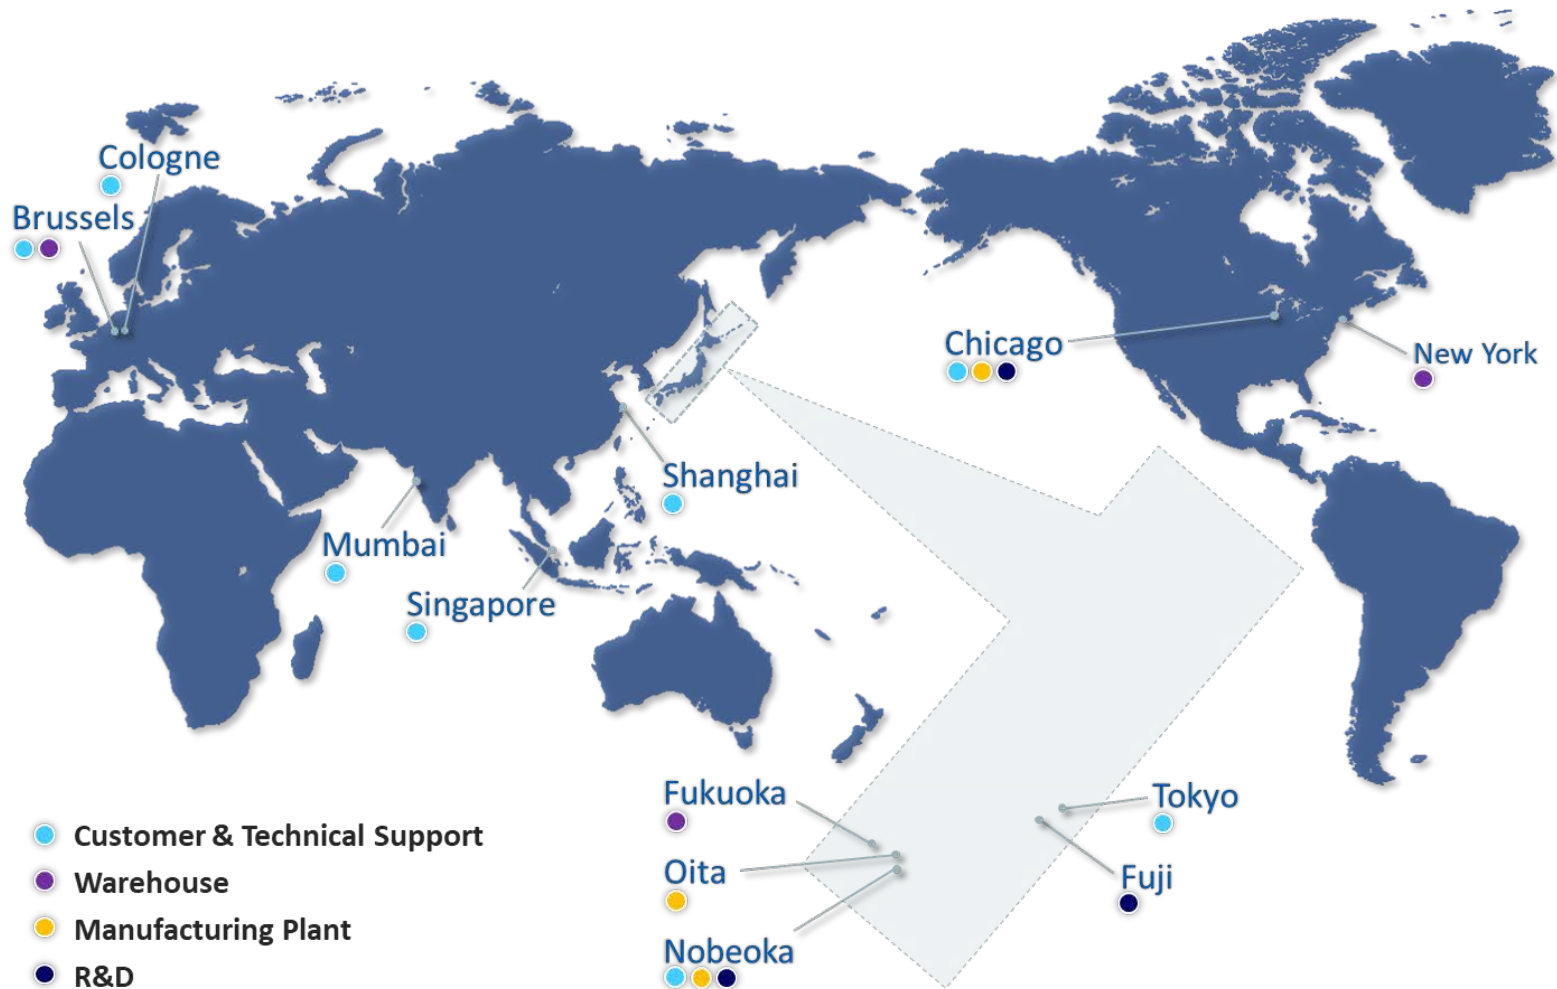 Cologne
Brussels
Chicago
New York
Shanghai
Mumbai
Singapore
Fukuoka
Tokyo
Oita
Fuji
Nobeoka
Customer & Technical Support
Warehouse
Manufacturing Plant
R&D